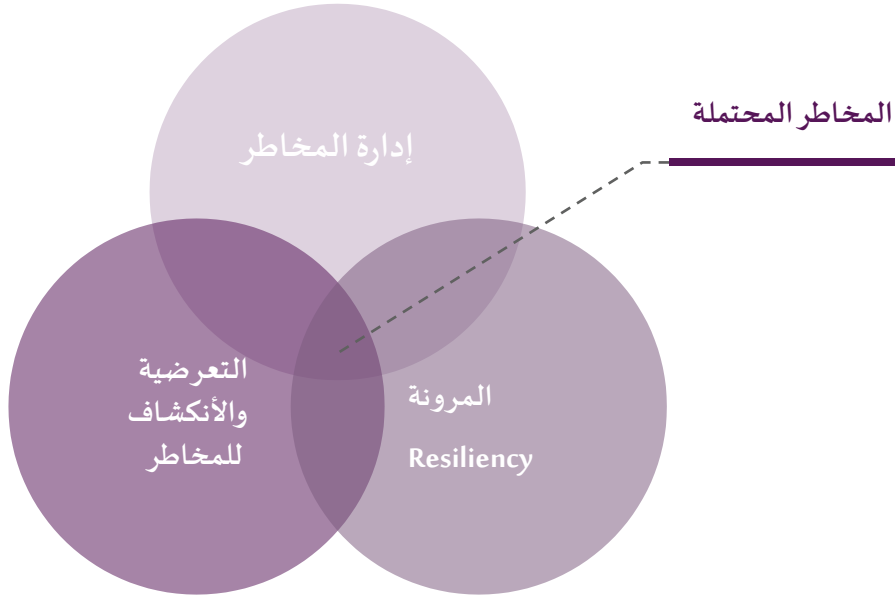 المخاطر المحتملة
إدارة المخاطر
التعرضية
والأنكشاف
للمخاطر
المرونة
Resiliency